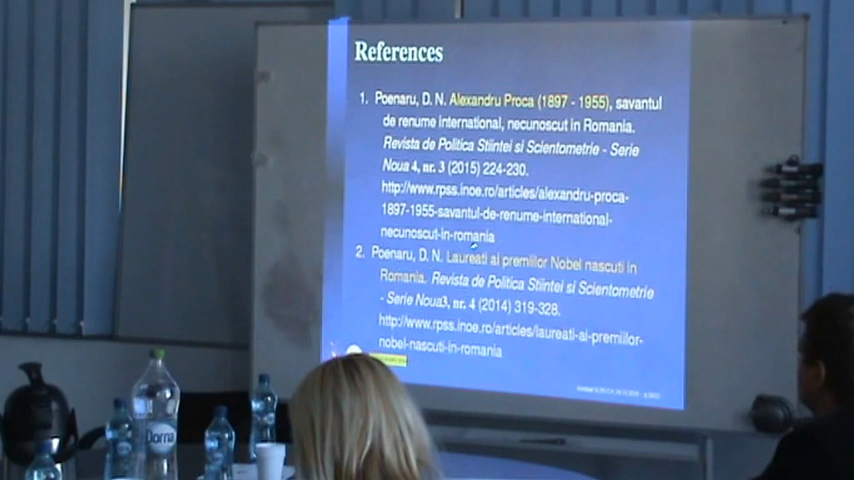 References
1. Poenaru, D. N. Alexandru Proca (1897 - 1955), savantul
de renume international, necunoscut in Romania.
Revista de Politica Stiintei si Scientometrie - Serie
Noua 4, nr. 3 (2015) 224-230.
http://www.rpss.inoe.ro/articles/alexandru-proca-
1897-1955-savantul-de-renume-international-
necunoscut-in-romania
2. Poenaru, D. N. Laureati ai premiilor Nobel nascuti in
Romania. Revista de Politica Stiintei si Scientometrie
- Serie Noua3, nr. 4 (2014) 319-328.
http://www.rpss.inoe.ro/articles/laureati-ai-premiilor-
nobel-nascuti-in-romania
Dorna